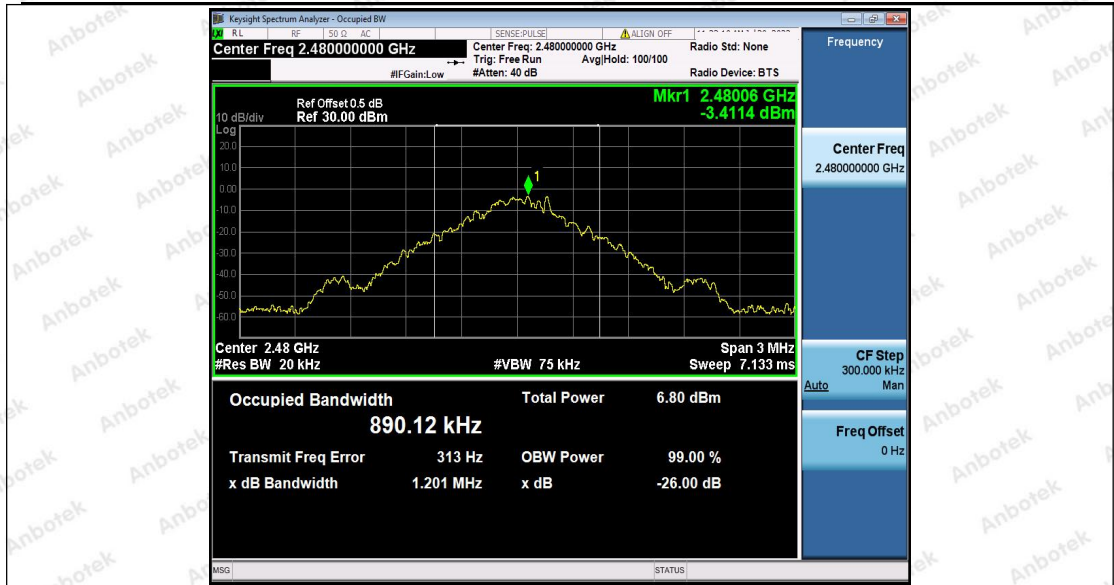 Keysight Spectrum Analyzer - Occupied BW
RL RF 50 Ω AC SENSE:PULSE ALIGN OFF
Center Freq 2.480000000 GHz
Center Freq: 2.480000000 GHz
Radio Std: None
Trig: Free Run Avg|Hold: 100/100
#IFGain:Low
#Atten: 40 dB
Radio Device: BTS
Frequency
Ref Offset 0.5 dB
Mkr1 2.48006 GHz
10 dB/div
Ref 30.00 dBm
-3.4114 dBm
Log
20.0
10.0
0.00
-10.0
-20.0
-30.0
-40.0
-50.0
-60.0
1
Center Freq
2.480000000 GHz
Center 2.48 GHz
Span 3 MHz
#Res BW 20 kHz
#VBW 75 kHz
Sweep 7.133 ms
CF Step
300.000 kHz
Auto Man
Occupied Bandwidth
Total Power 6.80 dBm
890.12 kHz
Freq Offset
0 Hz
Transmit Freq Error 313 Hz
OBW Power 99.00 %
x dB Bandwidth 1.201 MHz
x dB -26.00 dB
MSG
STATUS
Anbotek